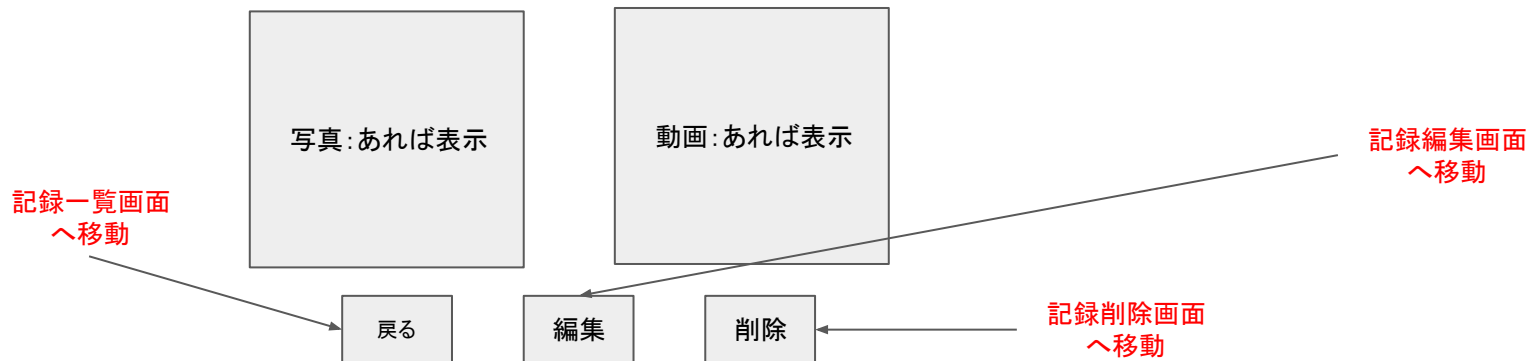 写真：あれば表示
動画：あれば表示
記録編集画面
へ移動
記録一覧画面
へ移動
戻る
編集
削除
記録削除画面
へ移動